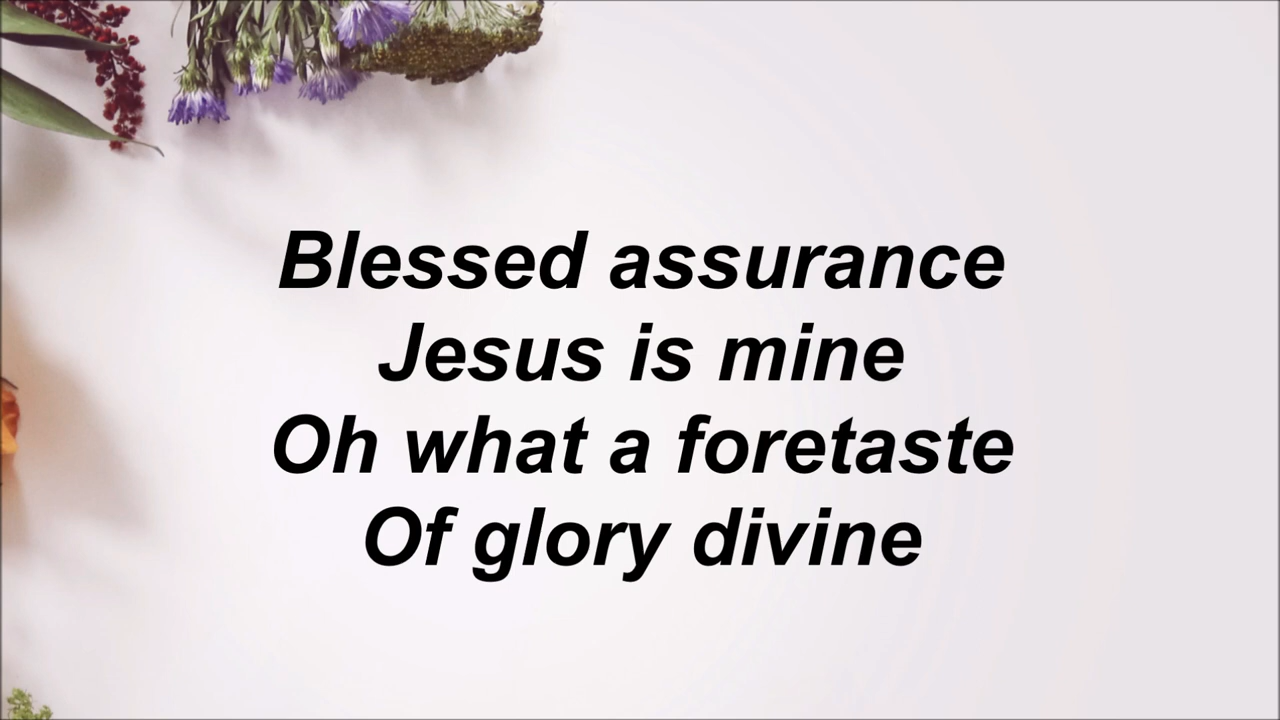 Blessed assurance
Jesus is mine
Oh what a foretaste
Of glory divine